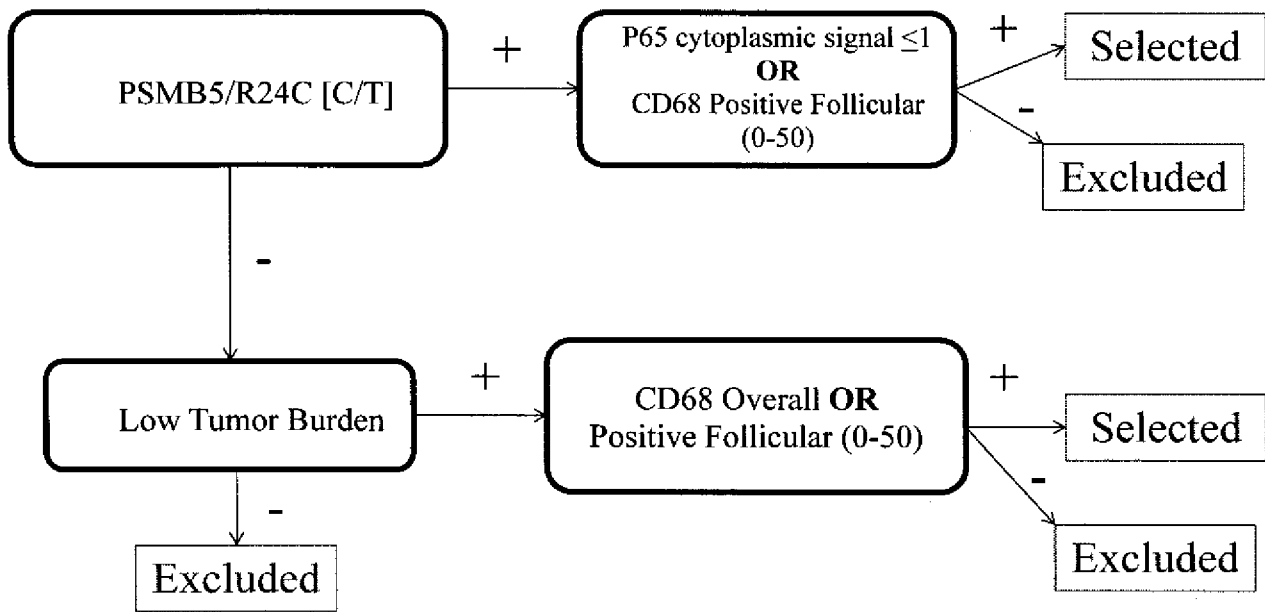 PSMB5/R24C [C/T]
+
P65 cytoplasmic signal ≤1
OR
CD68 Positive Follicular
(0-50)
+
Selected
-
Excluded
-
Low Tumor Burden
+
CD68 Overall OR
Positive Follicular (0-50)
+
Selected
-
Excluded
-
Excluded